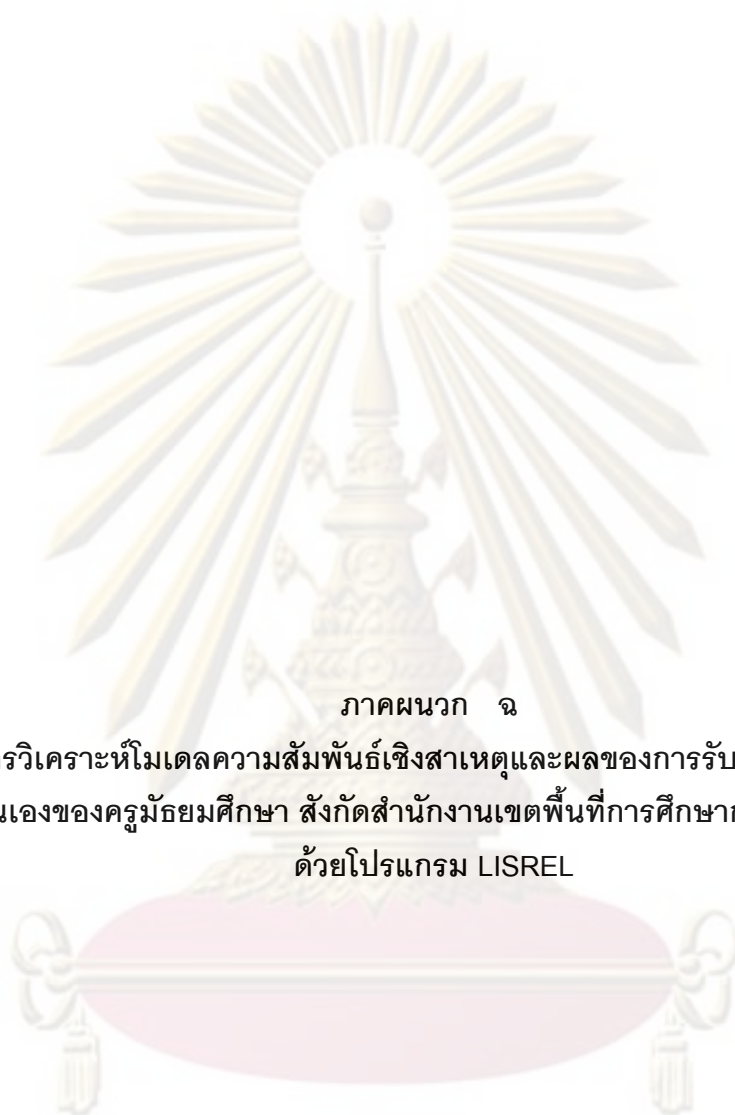 ภาคผนวก ฉ
รวิเคราะห์โมเดลความสัมพันธ์เชิงสาเหตุและผลของการรับ
นเองของครูมัธยมศึกษา สังกัดสำนักงานเขตพื้นที่การศึกษาก
ด้วยโปรแกรม LISREL